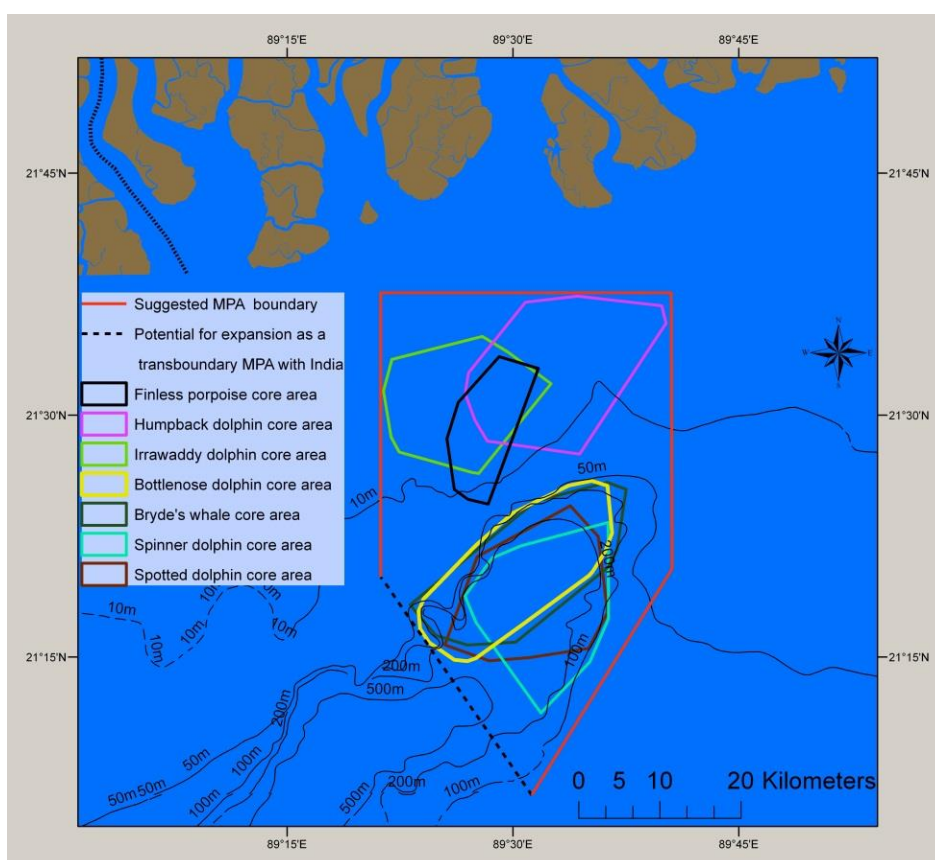 89°15'E
89°30'E
89°45'E
21°45'N
21°45'N
N
W
E
S
Suggested MPA boundary
Potential for expansion as a
transboundary MPA with India
Finless porpoise core area
Humpback dolphin core area
Irrawaddy dolphin core area
Bottlenose dolphin core area
Bryde's whale core area
Spinner dolphin core area
Spotted dolphin core area
21°30'N
21°30'N
50m
10m
200m
10m
10m
10m
10m
10m
21°15'N
21°15'N
100m
200m
500m
200m
50m
50m
50m
50m
100m
100m
500m
200m
100m
0 5 10 20 Kilometers
89°15'E
89°30'E
89°45'E